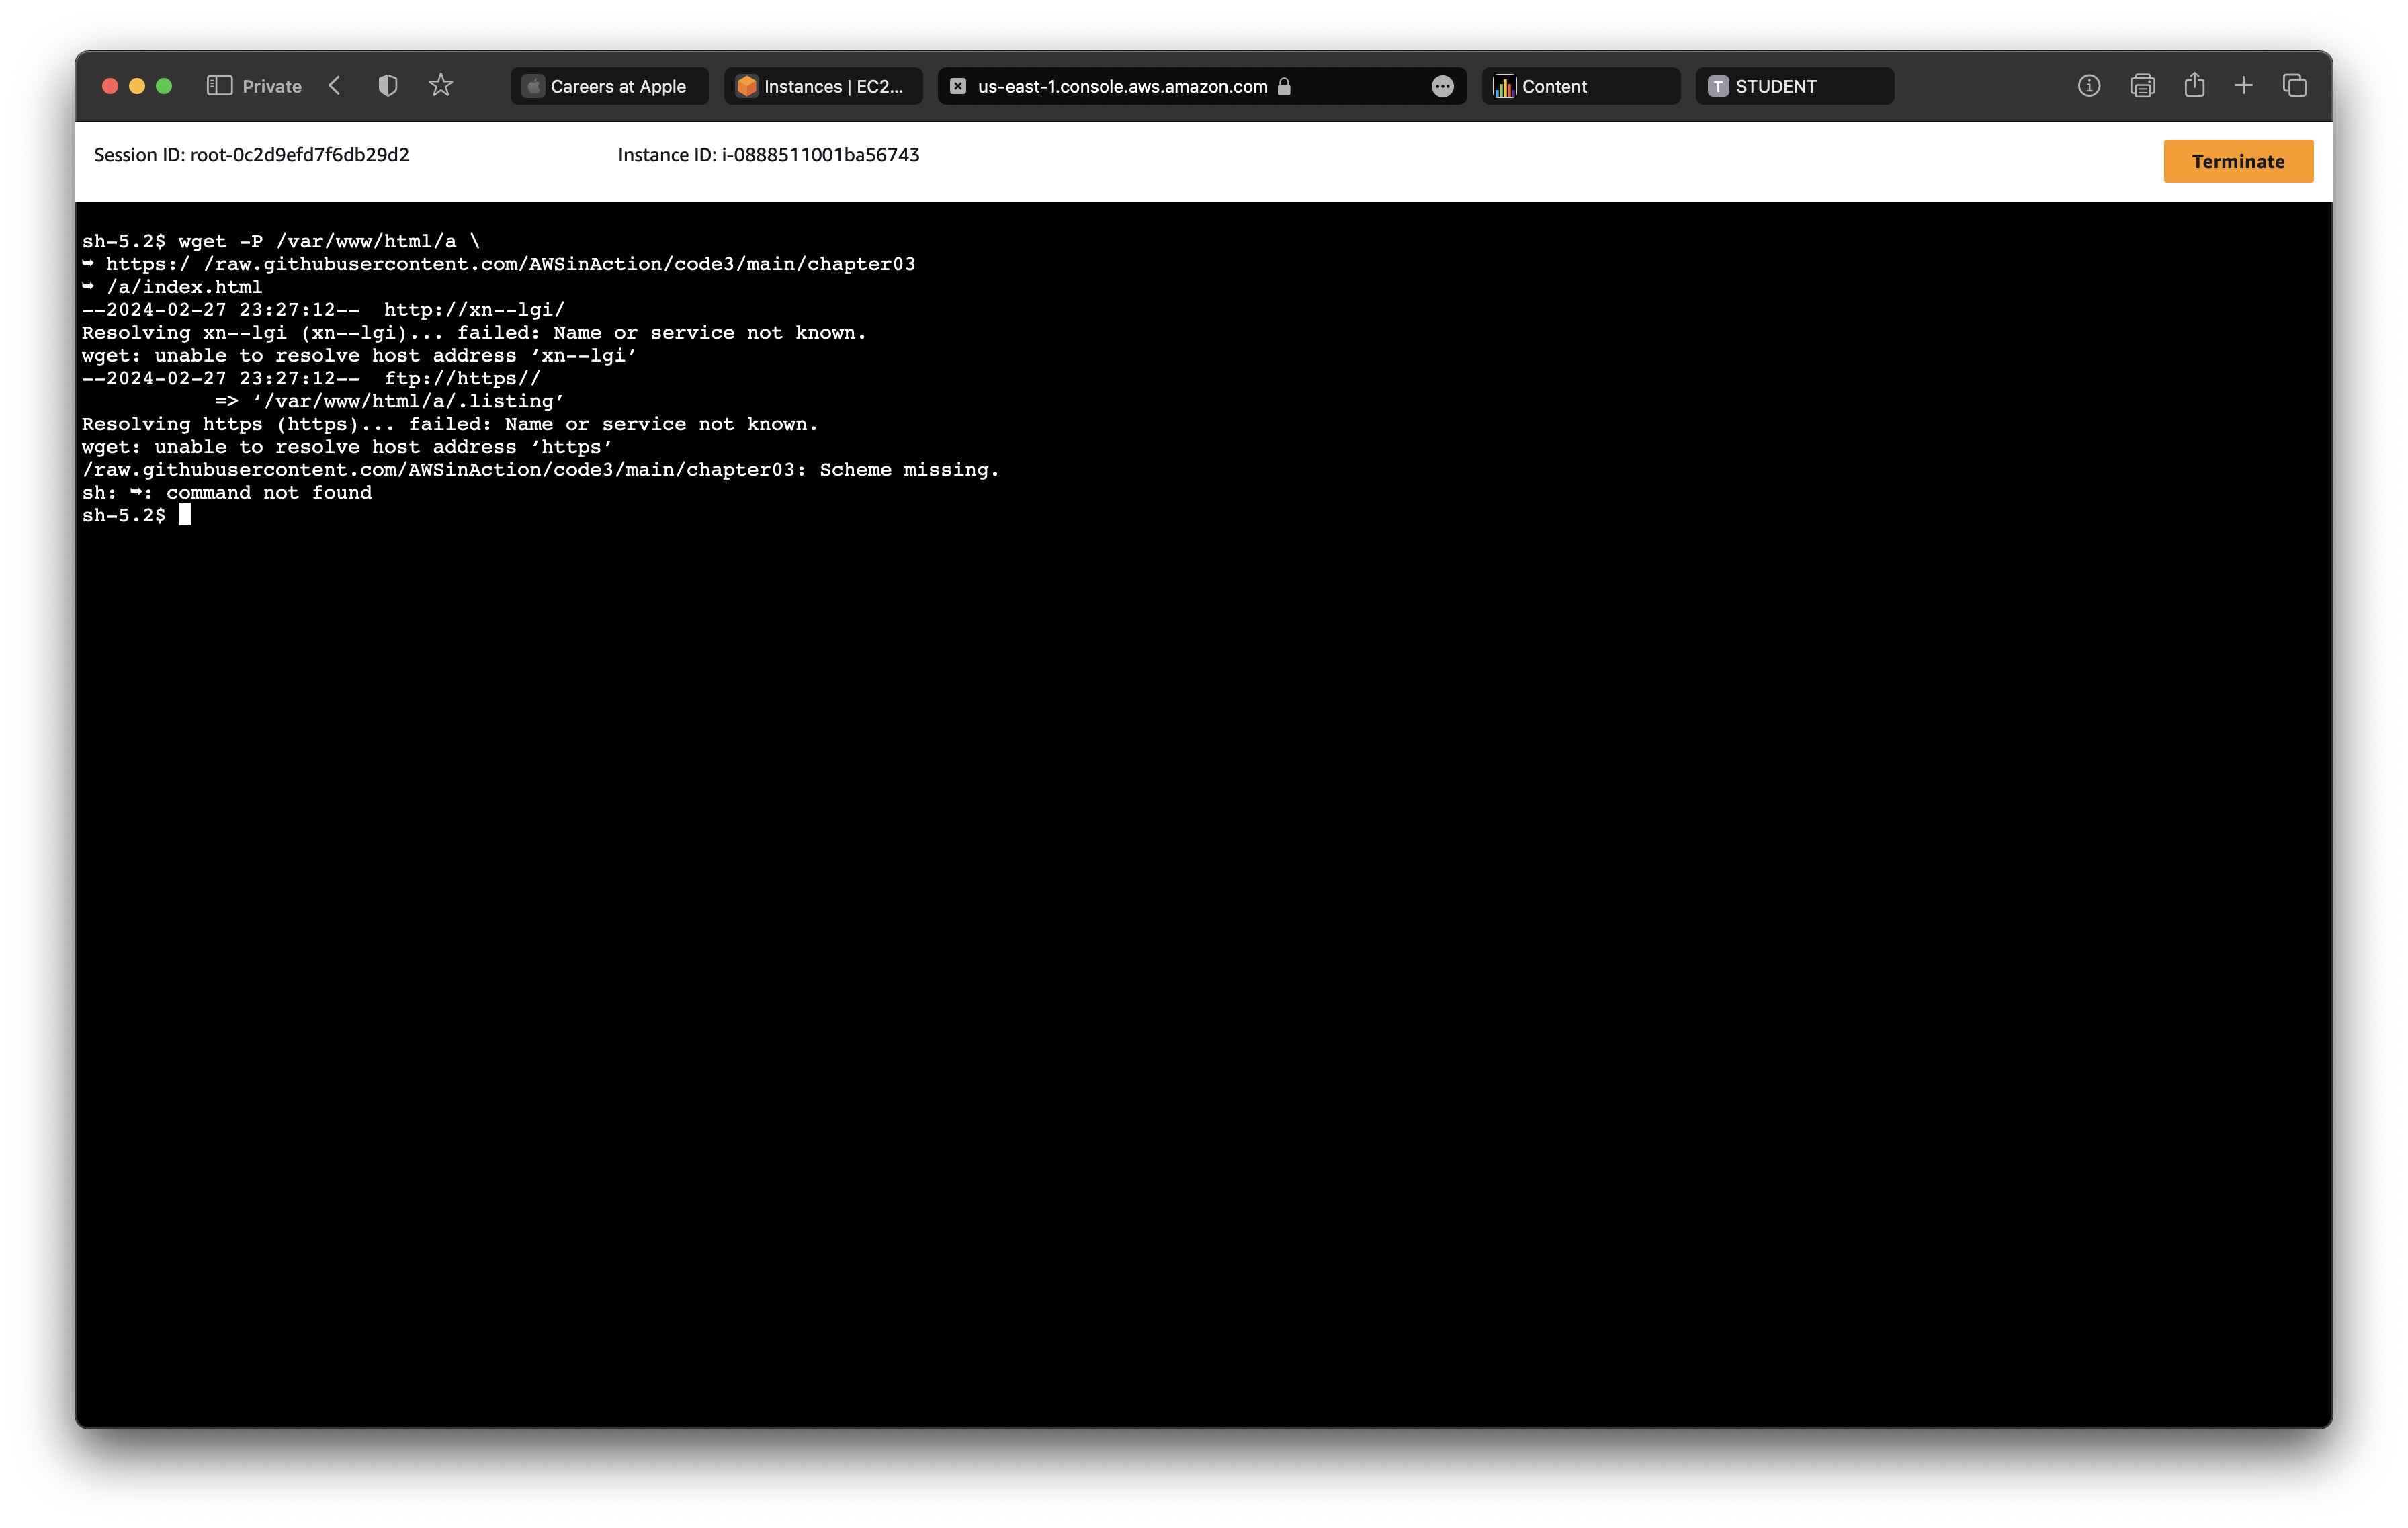 Private
Careers at Apple
Instances | EC2...
us-east-1.console.aws.amazon.com
Content
T STUDENT
Session ID: root-0c2d9efd7f6db29d2
Instance ID: i-0888511001ba56743
Terminate
sh-5.2$ wget -P /var/www/html/a \
➥ https:/ /raw.githubusercontent.com/AWSinAction/code3/main/chapter03
➥ /a/index.html
--2024-02-27 23:27:12--  http://xn--lgi/
Resolving xn--lgi (xn--lgi)... failed: Name or service not known.
wget: unable to resolve host address ‘xn--lgi’
--2024-02-27 23:27:12--  ftp://https//
           => ‘/var/www/html/a/.listing’
Resolving https (https)... failed: Name or service not known.
wget: unable to resolve host address ‘https’
/raw.githubusercontent.com/AWSinAction/code3/main/chapter03: Scheme missing.
sh: ➥: command not found
sh-5.2$